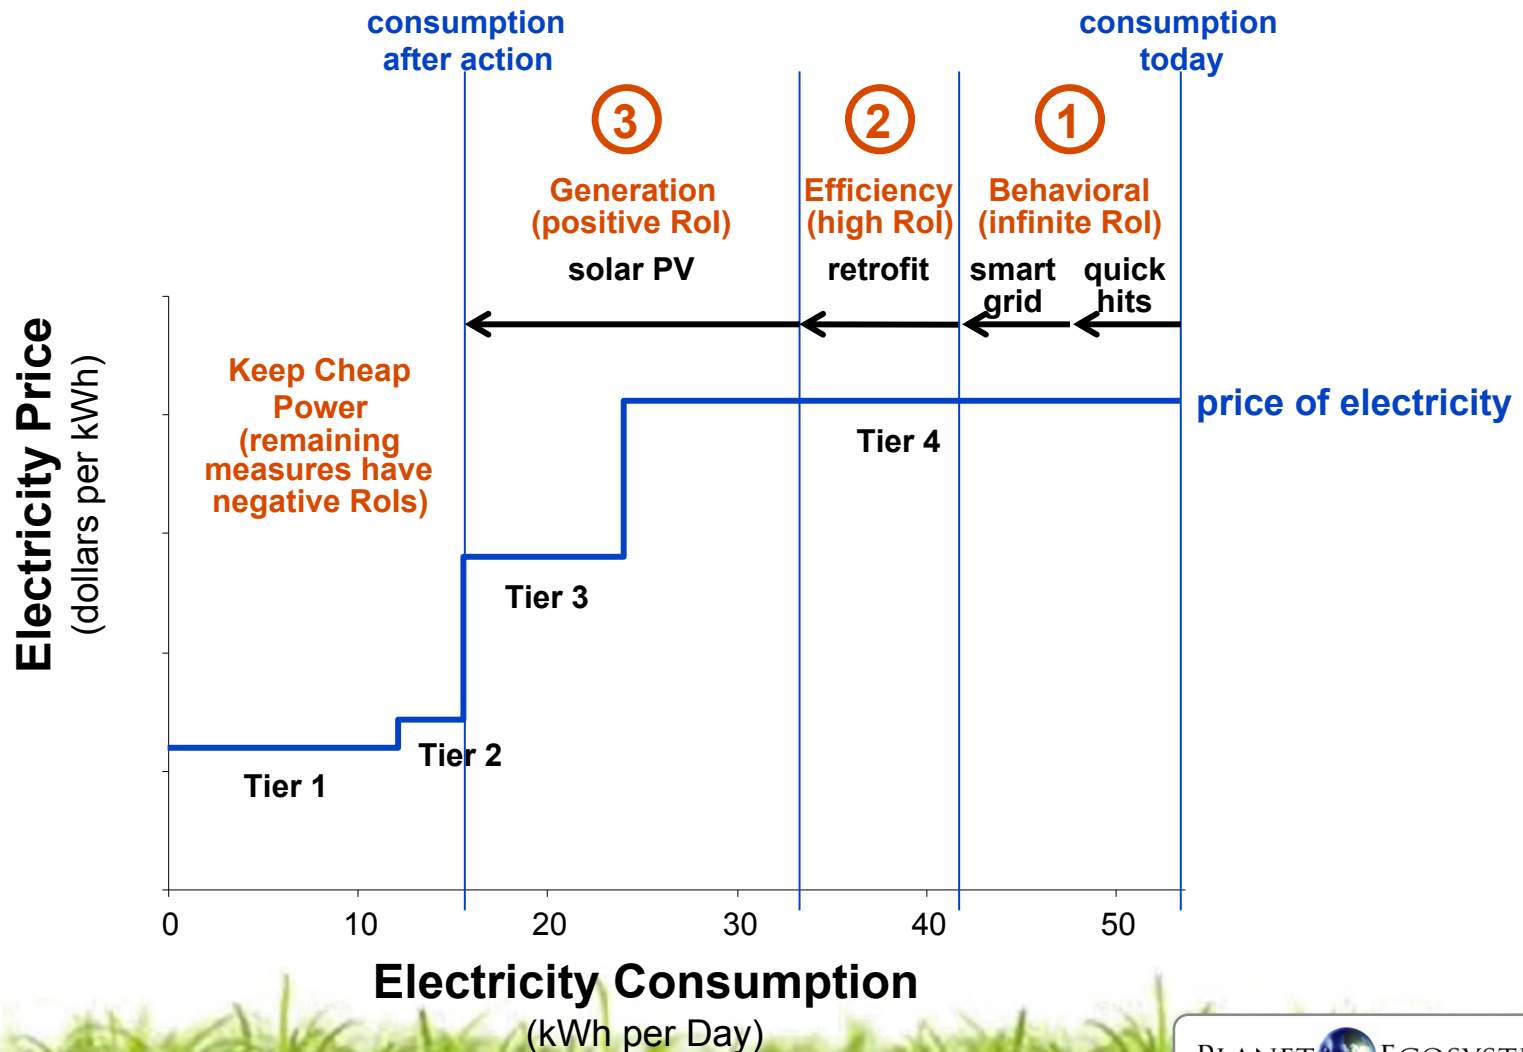 consumption
after action
consumption
today
3
2
1
Generation
(positive RoI)
Efficiency
(high RoI)
Behavioral
(infinite RoI)
solar PV
retrofit
smart
grid
quick
hits
Keep Cheap
Power
(remaining
measures have
negative RoIs)
price of electricity
Tier 4
Tier 3
Tier 2
Tier 1
Electricity Price
(dollars per kWh)
0 10 20 30 40 50
Electricity Consumption
(kWh per Day)
PLANET